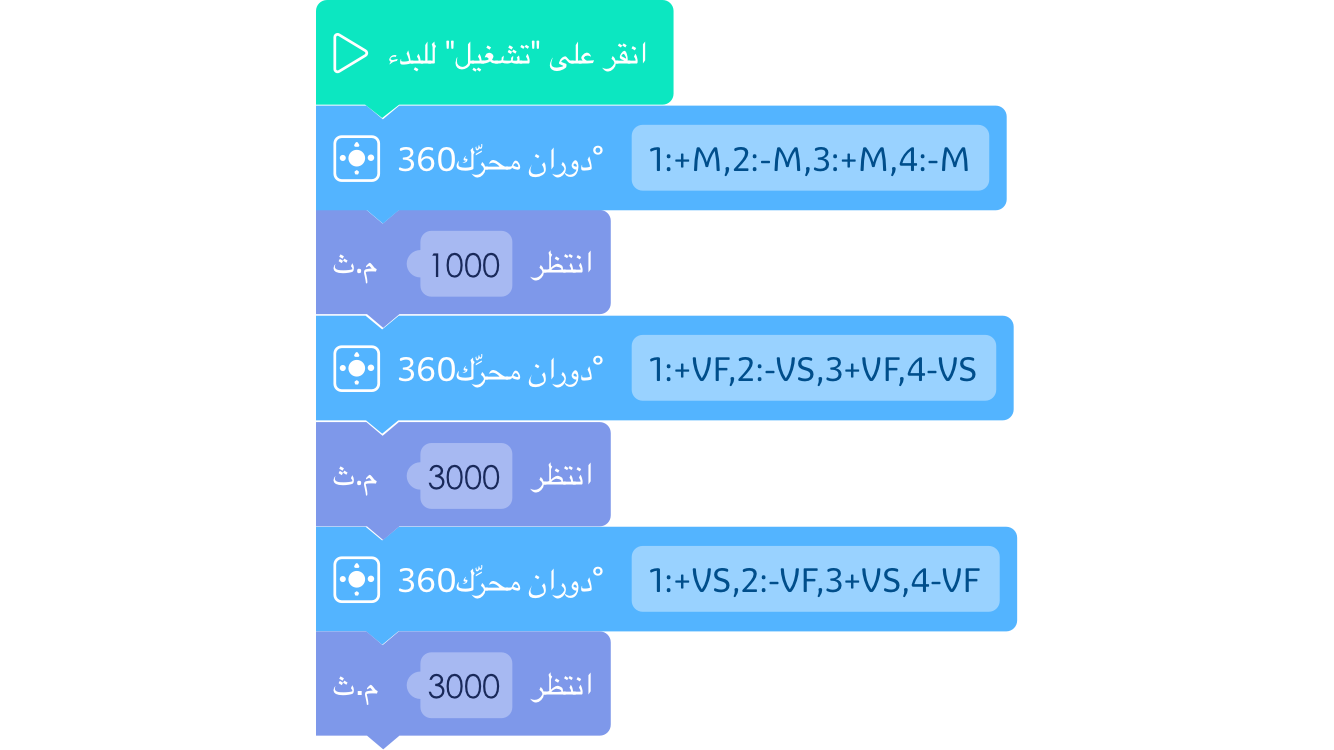 انقر على "تشغيل" للبدء
دوران محرِّك360° 1:+M,2:-M,3:+M,4:-M
انتظر 1000 م.ث
دوران محرِّك360° 1:+VF,2:-VS,3+VF,4-VS
انتظر 3000 م.ث
دوران محرِّك360° 1:+VS,2:-VF,3+VS,4-VF
انتظر 3000 م.ث